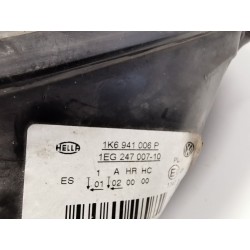 HELLA
1K6 941 006 P
1EG 247 007-10
1 A HR HC
ES 01 02 00 00